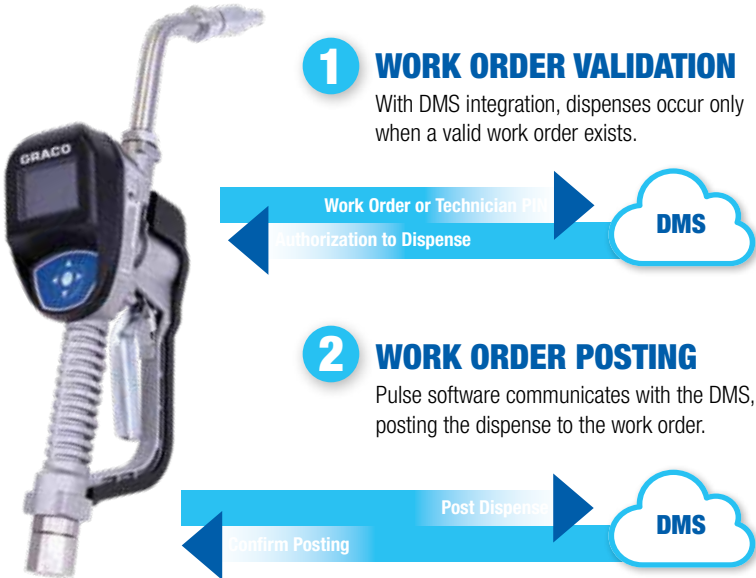 GRACO
1 WORK ORDER VALIDATION
With DMS integration, dispenses occur only
when a valid work order exists.
Work Order or Technician PIN
DMS
Authorization to Dispense
2 WORK ORDER POSTING
Pulse software communicates with the DMS,
posting the dispense to the work order.
Post Dispense
DMS
Confirm Posting